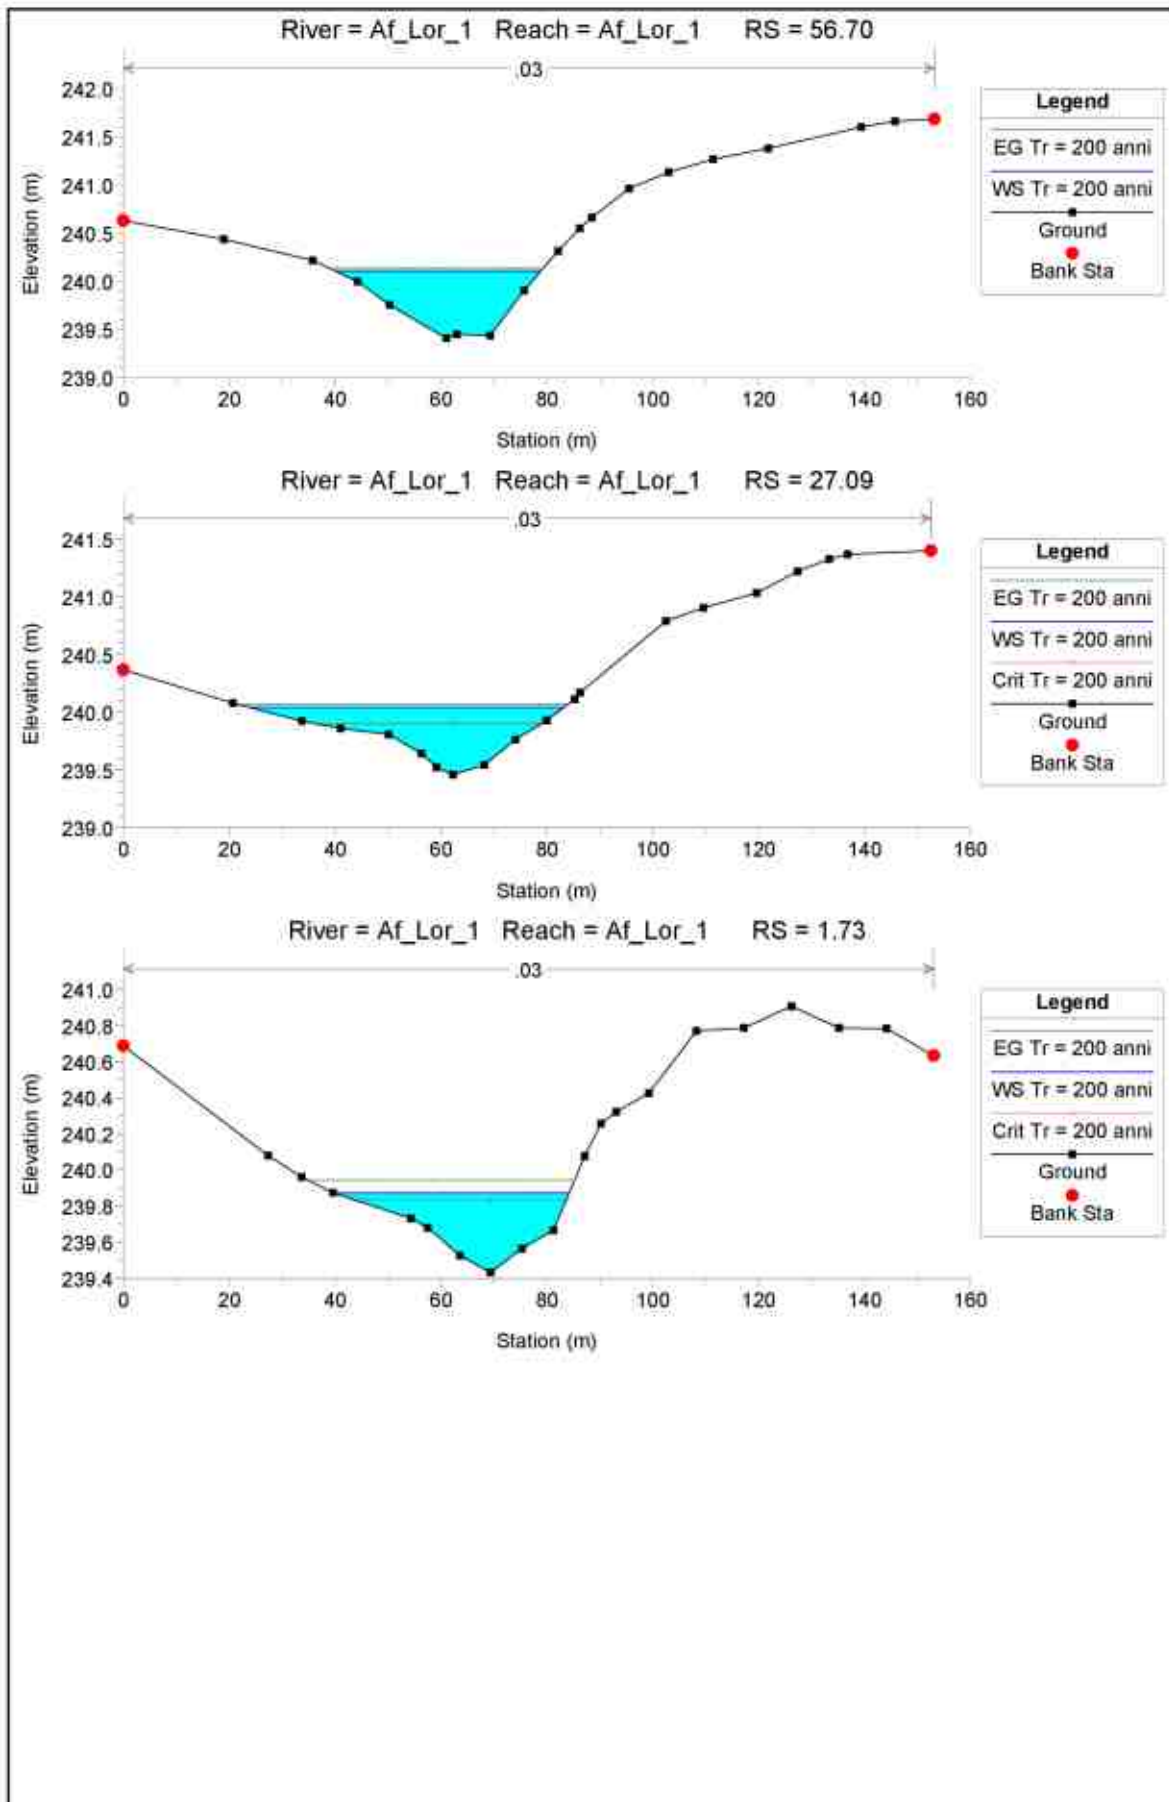 River = Af_Lor_1 Reach = Af_Lor_1 RS = 56.70
.03
242.0
241.5
241.0
240.5
240.0
239.5
239.0
Elevation (m)
0 20 40 60 80 100 120 140 160
Station (m)
Legend
EG Tr = 200 anni
WS Tr = 200 anni
Ground
Bank Sta
River = Af_Lor_1 Reach = Af_Lor_1 RS = 27.09
.03
241.5
241.0
240.5
240.0
239.5
239.0
Elevation (m)
0 20 40 60 80 100 120 140 160
Station (m)
Legend
EG Tr = 200 anni
WS Tr = 200 anni
Crit Tr = 200 anni
Ground
Bank Sta
River = Af_Lor_1 Reach = Af_Lor_1 RS = 1.73
.03
241.0
240.8
240.6
240.4
240.2
240.0
239.8
239.6
239.4
Elevation (m)
0 20 40 60 80 100 120 140 160
Station (m)
Legend
EG Tr = 200 anni
WS Tr = 200 anni
Crit Tr = 200 anni
Ground
Bank Sta